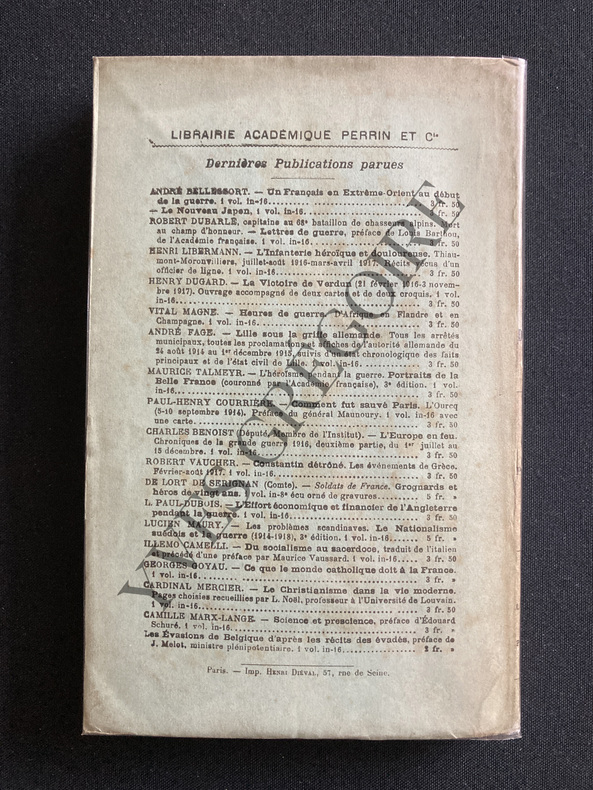 LIBRAIRIE ACADÉMIQUE PERRIN ET Cie
Dernières Publications parues
ANDRÉ BELLESSORT. — Un Français en Extrême-Orient au début
de la guerre. 1 vol. in-16. 3 fr. 50
— Le Nouveau Japon, 1 vol. in-16. fr. 50
ROBERT DUBARLE, capitaine au 68e bataillon de chasseurs alpins. Mort
au champ d'honneur. — Lettres de guerre, préface de Louis Barthou,
de l'Académie française. 1 vol. in-16. 3 fr. 50
HENRI LIBERMANN. — L'Infanterie héroïque et douloureuse. Thiau-
mont-Moronvilliers, juillet-août 1916-mars-avril 1917. Récits vécus d'un
officier de ligne. 1 vol. in-16. 3 fr. 50
HENRY DUGARD. — La Victoire de Verdun (21 février 1916-3 novem-
bre 1917). Ouvrage accompagné de deux cartes et de deux croquis. 1 vol.
in-16. 3 fr. 50
VITAL MAGNE. — Heures de guerre. D'Afrique en Flandre et en
Champagne. 1 vol. in-16. 3 fr. 50
ANDRÉ FAGE. — Lille sous la griffe allemande. Tous les arrêtés
municipaux, toutes les proclamations et affiches de l'autorité allemande du
24 août 1914 au 1er décembre 1915, suivis d'un état chronologique des faits
principaux et de l'état civil de Lille. 1 vol. in-16. 3 fr. 50
MAURICE TALMEYR. — L'héroïsme pendant la guerre. Portraits de la
Belle France (couronné par l'Académie française), 3e édition. 1 vol.
in-16. 3 fr. 50
PAUL-HENRY COURRIÈRE. — Comment fut sauvé Paris. L'Ourcq
(5-10 septembre 1914). Préface du général Maunoury. 1 vol. in-16 avec
une carte. 3 fr. 50
CHARLES BENOIST (Député, Membre de l'Institut). — L'Europe en feu.
Chroniques de la grande guerre 1916, deuxième partie, du 1er juillet au
15 décembre. 1 vol. in-16. 3 fr. 50
ROBERT VAUCHER. — Constantin détrôné. Les événements de Grèce.
Février-août 1917. 1 vol. in-16. 3 fr. 50
DE LORT DE SÉRIGNAN (Comte). — Soldats de France. Grognards et
héros de vingt ans. 1 vol. in-8° écu orné de gravures. 5 fr. »
L. PAUL-DUBOIS. — L'Effort économique et financier de l'Angleterre
pendant la guerre. 1 vol. in-16. 3 fr. 50
LUCIEN MAURY. — Les problèmes scandinaves. Le Nationalisme
suédois et la guerre (1914-1918), 3e édition. 1 vol. in-16. 5 fr. »
ILLEMO CAMELLI. — Du socialisme au sacerdoce, traduit de l'italien
et précédé d'une préface par Maurice Vaussard. 1 vol. in-16. 3 fr. 50
GEORGES GOYAU. — Ce que le monde catholique doit à la France.
1 vol. in-16. 3 fr. »
CARDINAL MERCIER. — Le Christianisme dans la vie moderne.
Pages choisies recueillies par L. Noël, professeur à l'Université de Louvain.
1 vol. in-16. 3 fr. 50
CAMILLE MARX-LANGE. — Science et prescience, préface d'Édouard
Schuré. 1 vol. in-16. 3 fr. »
Les Évasions de Belgique d'après les récits des évadés, préface de
J. Melot, ministre plénipotentiaire. 1 vol. in-16. 2 fr. »
Paris. — Imp. HENRI DIÉVAL, 57, rue de Seine.
YVESGREGOIRE